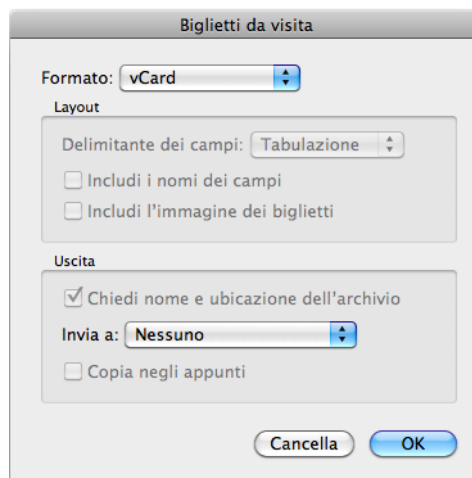 Biglietti da visita
Formato: vCard
Layout
Delimitante dei campi: Tabulazione
Includi i nomi dei campi
Includi l'immagine dei biglietti
Uscita
Chiedi nome e ubicazione dell'archivio
Invia a: Nessuno
Copia negli appunti
Cancella OK